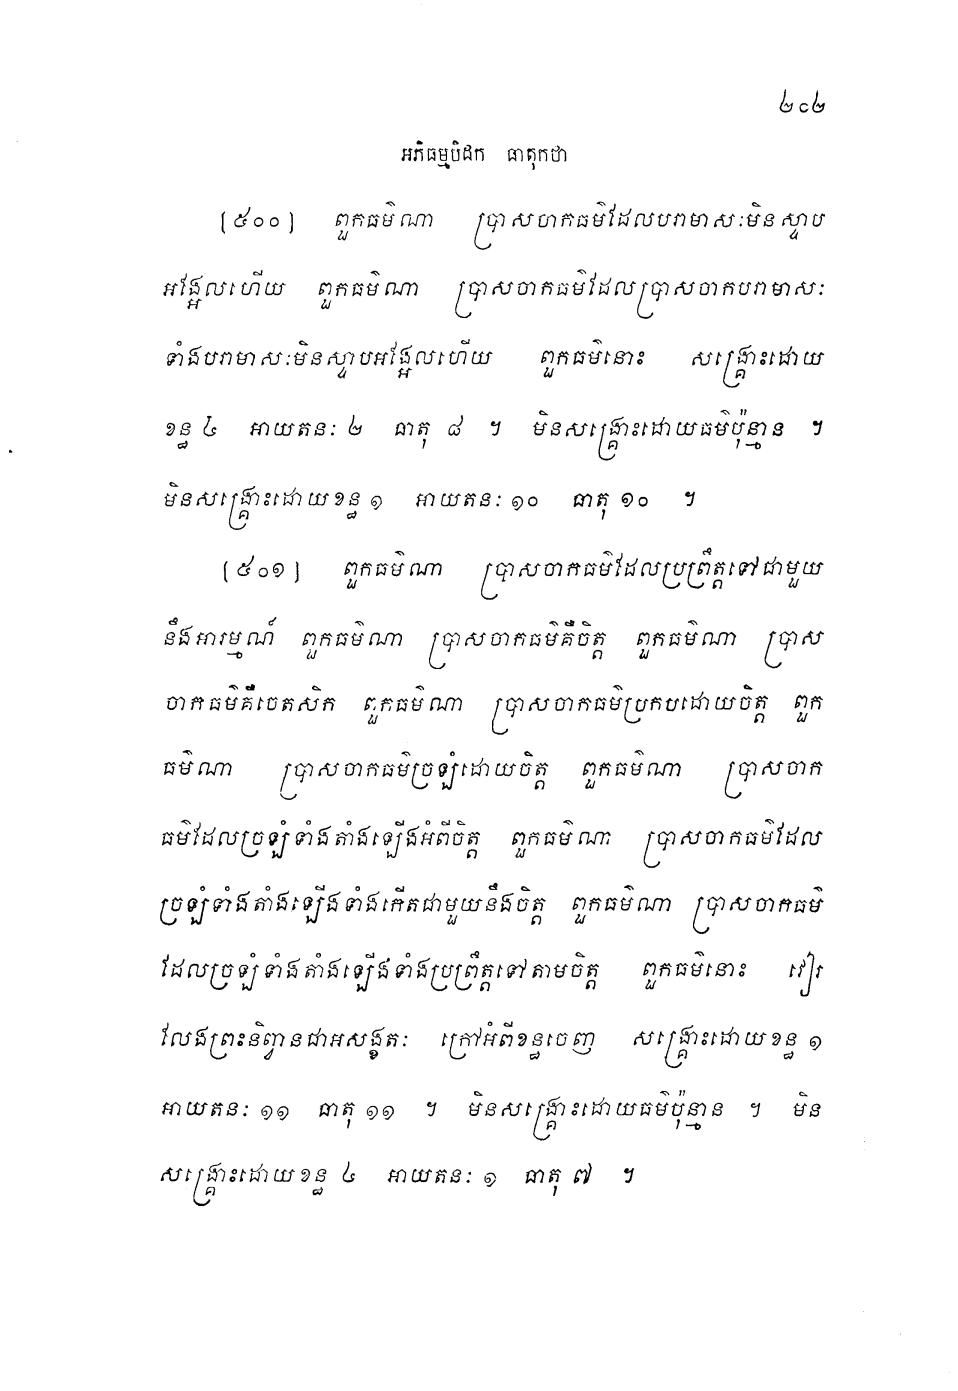 ២៨២
អភិធម្មបិដក ធាតុកថា
[៥០០] ពួកធម៌ណា ប្រាសចាកធម៌ដែលបរាមាសៈមិនស្ទាប
អង្អែលហើយ ពួកធម៌ណា ប្រាសចាកធម៌ដែលប្រាសចាកបរាមាសៈ
ទាំងបរាមាសៈមិនស្ទាបអង្អែលហើយ ពួកធម៌នោះ សង្គ្រោះដោយ
ខន្ធ ៤ អាយតនៈ ២ ធាតុ ៨ ។ មិនសង្គ្រោះដោយធម៌ប៉ុន្មាន ។
មិនសង្គ្រោះដោយខន្ធ ១ អាយតនៈ ១០ ធាតុ ១០ ។
[៥០១] ពួកធម៌ណា ប្រាសចាកធម៌ដែលប្រព្រឹត្តទៅជាមួយ
នឹងអារម្មណ៍ ពួកធម៌ណា ប្រាសចាកធម៌គឺចិត្ត ពួកធម៌ណា ប្រាស
ចាកធម៌គឺចេតសិក ពួកធម៌ណា ប្រាសចាកធម៌ប្រកបដោយចិត្ត ពួក
ធម៌ណា ប្រាសចាកធម៌ច្រឡំដោយចិត្ត ពួកធម៌ណា ប្រាសចាក
ធម៌ដែលច្រឡំទាំងតាំងឡើងអំពីចិត្ត ពួកធម៌ណា ប្រាសចាកធម៌ដែល
ច្រឡំទាំងតាំងឡើងទាំងកើតជាមួយនឹងចិត្ត ពួកធម៌ណា ប្រាសចាកធម៌
ដែលច្រឡំទាំងតាំងឡើងទាំងប្រព្រឹត្តទៅតាមចិត្ត ពួកធម៌នោះ វៀរ
លែងព្រះនិព្វានជាអសង្ខតៈ ក្រៅអំពីខន្ធចេញ សង្គ្រោះដោយខន្ធ ១
អាយតនៈ ១១ ធាតុ ១១ ។ មិនសង្គ្រោះដោយធម៌ប៉ុន្មាន ។ មិន
សង្គ្រោះដោយខន្ធ ៤ អាយតនៈ ១ ធាតុ ៧ ។